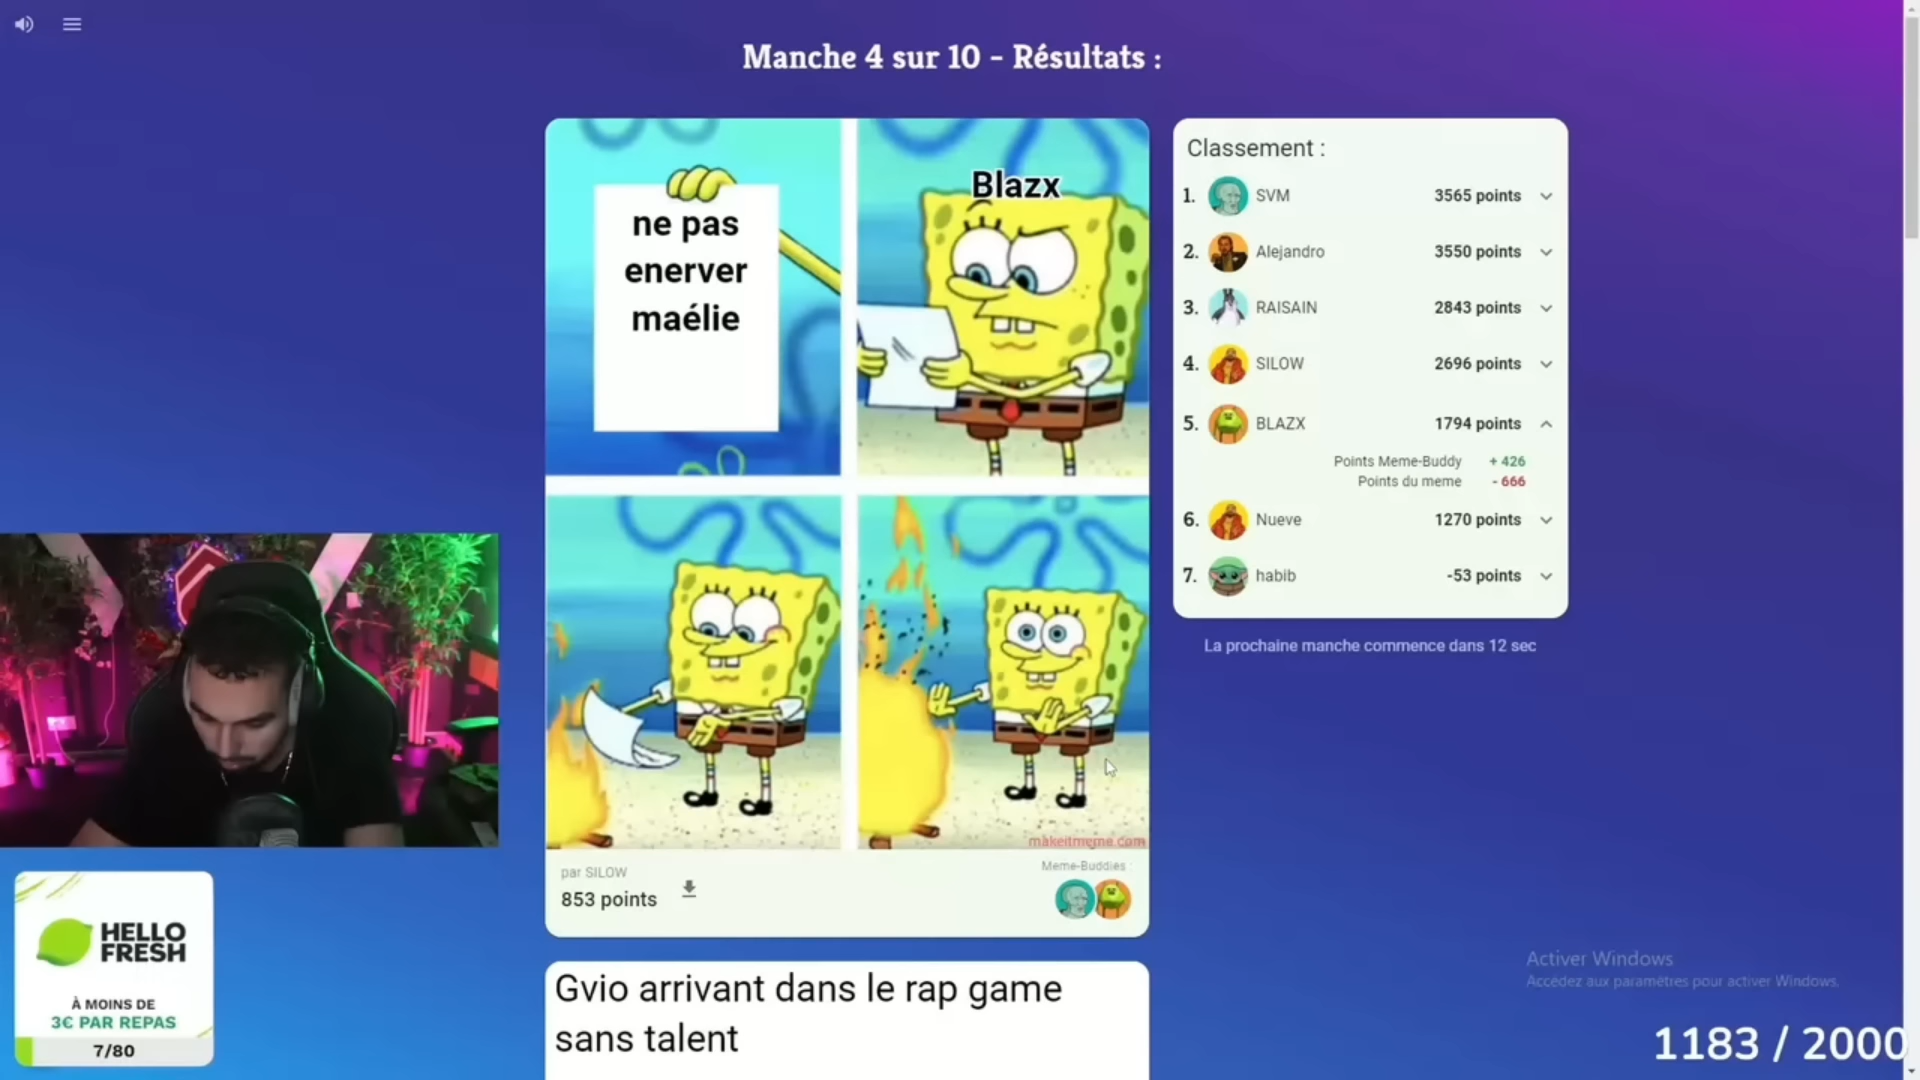 Manche 4 sur 10 - Résultats :
ne pas
enerver
maélie
Blazx
makeitmeme.com
par SILOW
853 points
Meme-Buddies :
Gvio arrivant dans le rap game
sans talent
Classement :
1. SVM 3565 points
2. Alejandro 3550 points
3. RAISAIN 2843 points
4. SILOW 2696 points
5. BLAZX 1794 points
Points Meme-Buddy + 426
Points du meme - 666
6. Nueve 1270 points
7. habib -53 points
La prochaine manche commence dans 12 sec
HELLO
FRESH
À MOINS DE
3€ PAR REPAS
7/80
Activer Windows
Accédez aux paramètres pour activer Windows.
1183 / 2000